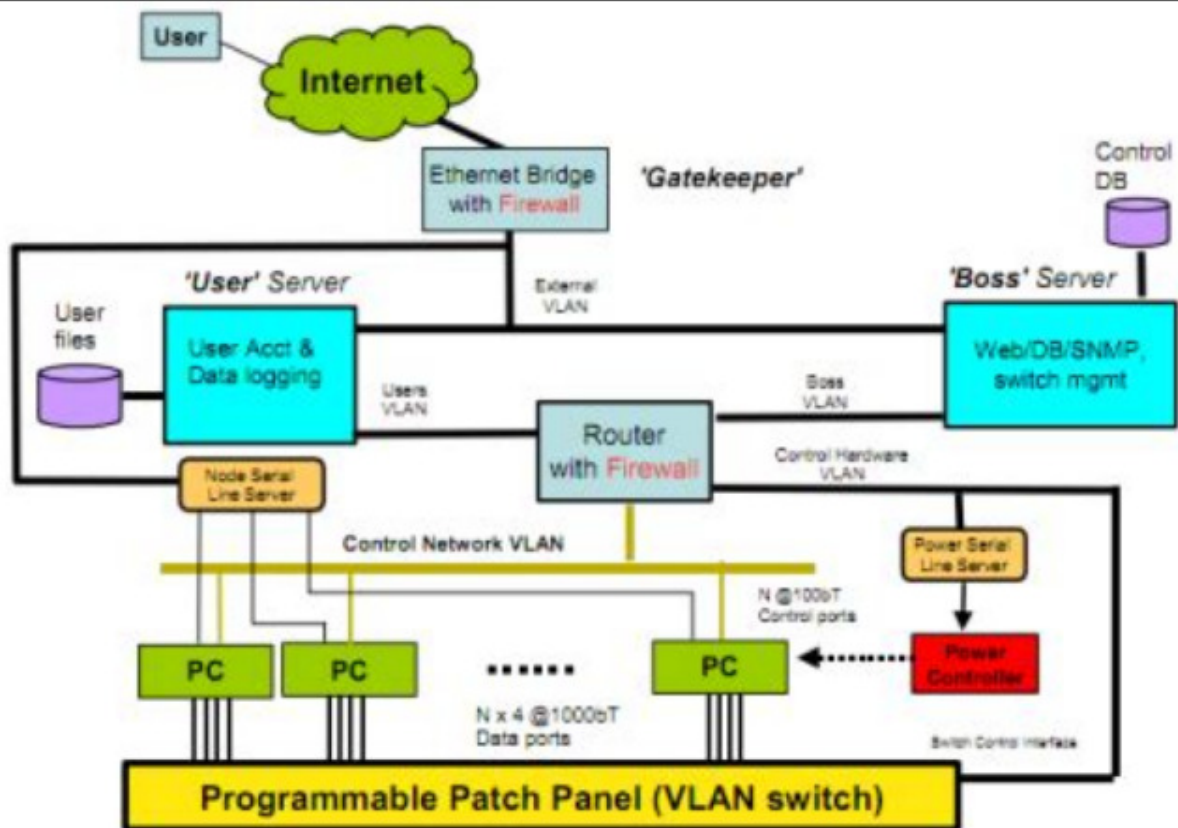 User
Internet
Ethernet Bridge
with Firewall
'Gatekeeper'
Control
DB
'User' Server
External
VLAN
'Boss' Server
User
files
User Acct &
Data logging
Web/DB/SNMP,
switch mgmt
Users
VLAN
Boss
VLAN
Router
with Firewall
Control Hardware
VLAN
Node Serial
Line Server
Control Network VLAN
Power Serial
Line Server
N @100bT
Control ports
PC
PC
......
PC
Power
Controller
N x 4 @1000bT
Data ports
Switch Control Interface
Programmable Patch Panel (VLAN switch)